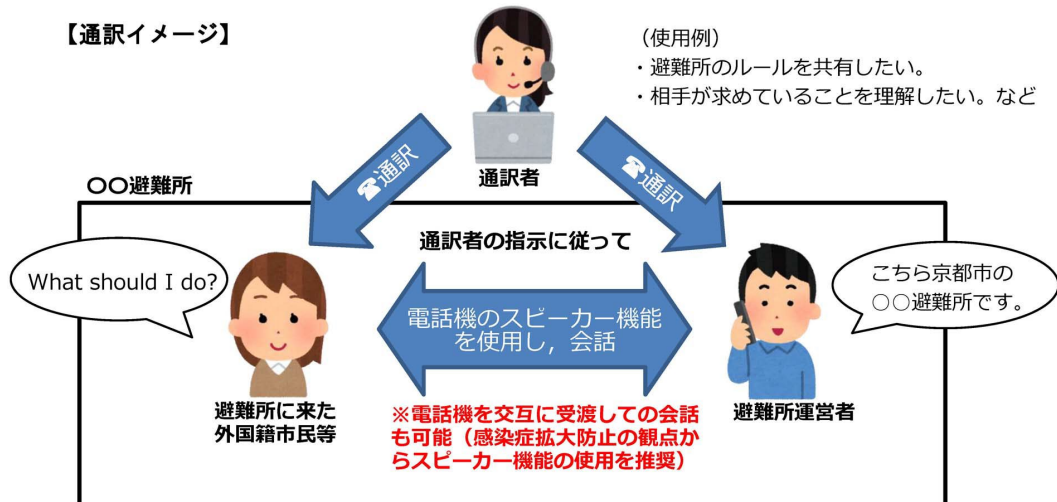 【通訳イメージ】
（使用例）
・避難所のルールを共有したい。
・相手が求めていることを理解したい。など
☎通訳
☎通訳
通訳者
○○避難所
通訳者の指示に従って
What should I do?
こちら京都市の
○○避難所です。
電話機のスピーカー機能
を使用し，会話
避難所に来た
外国籍市民等
※電話機を交互に受渡しての会話
も可能（感染症拡大防止の観点か
らスピーカー機能の使用を推奨）
避難所運営者